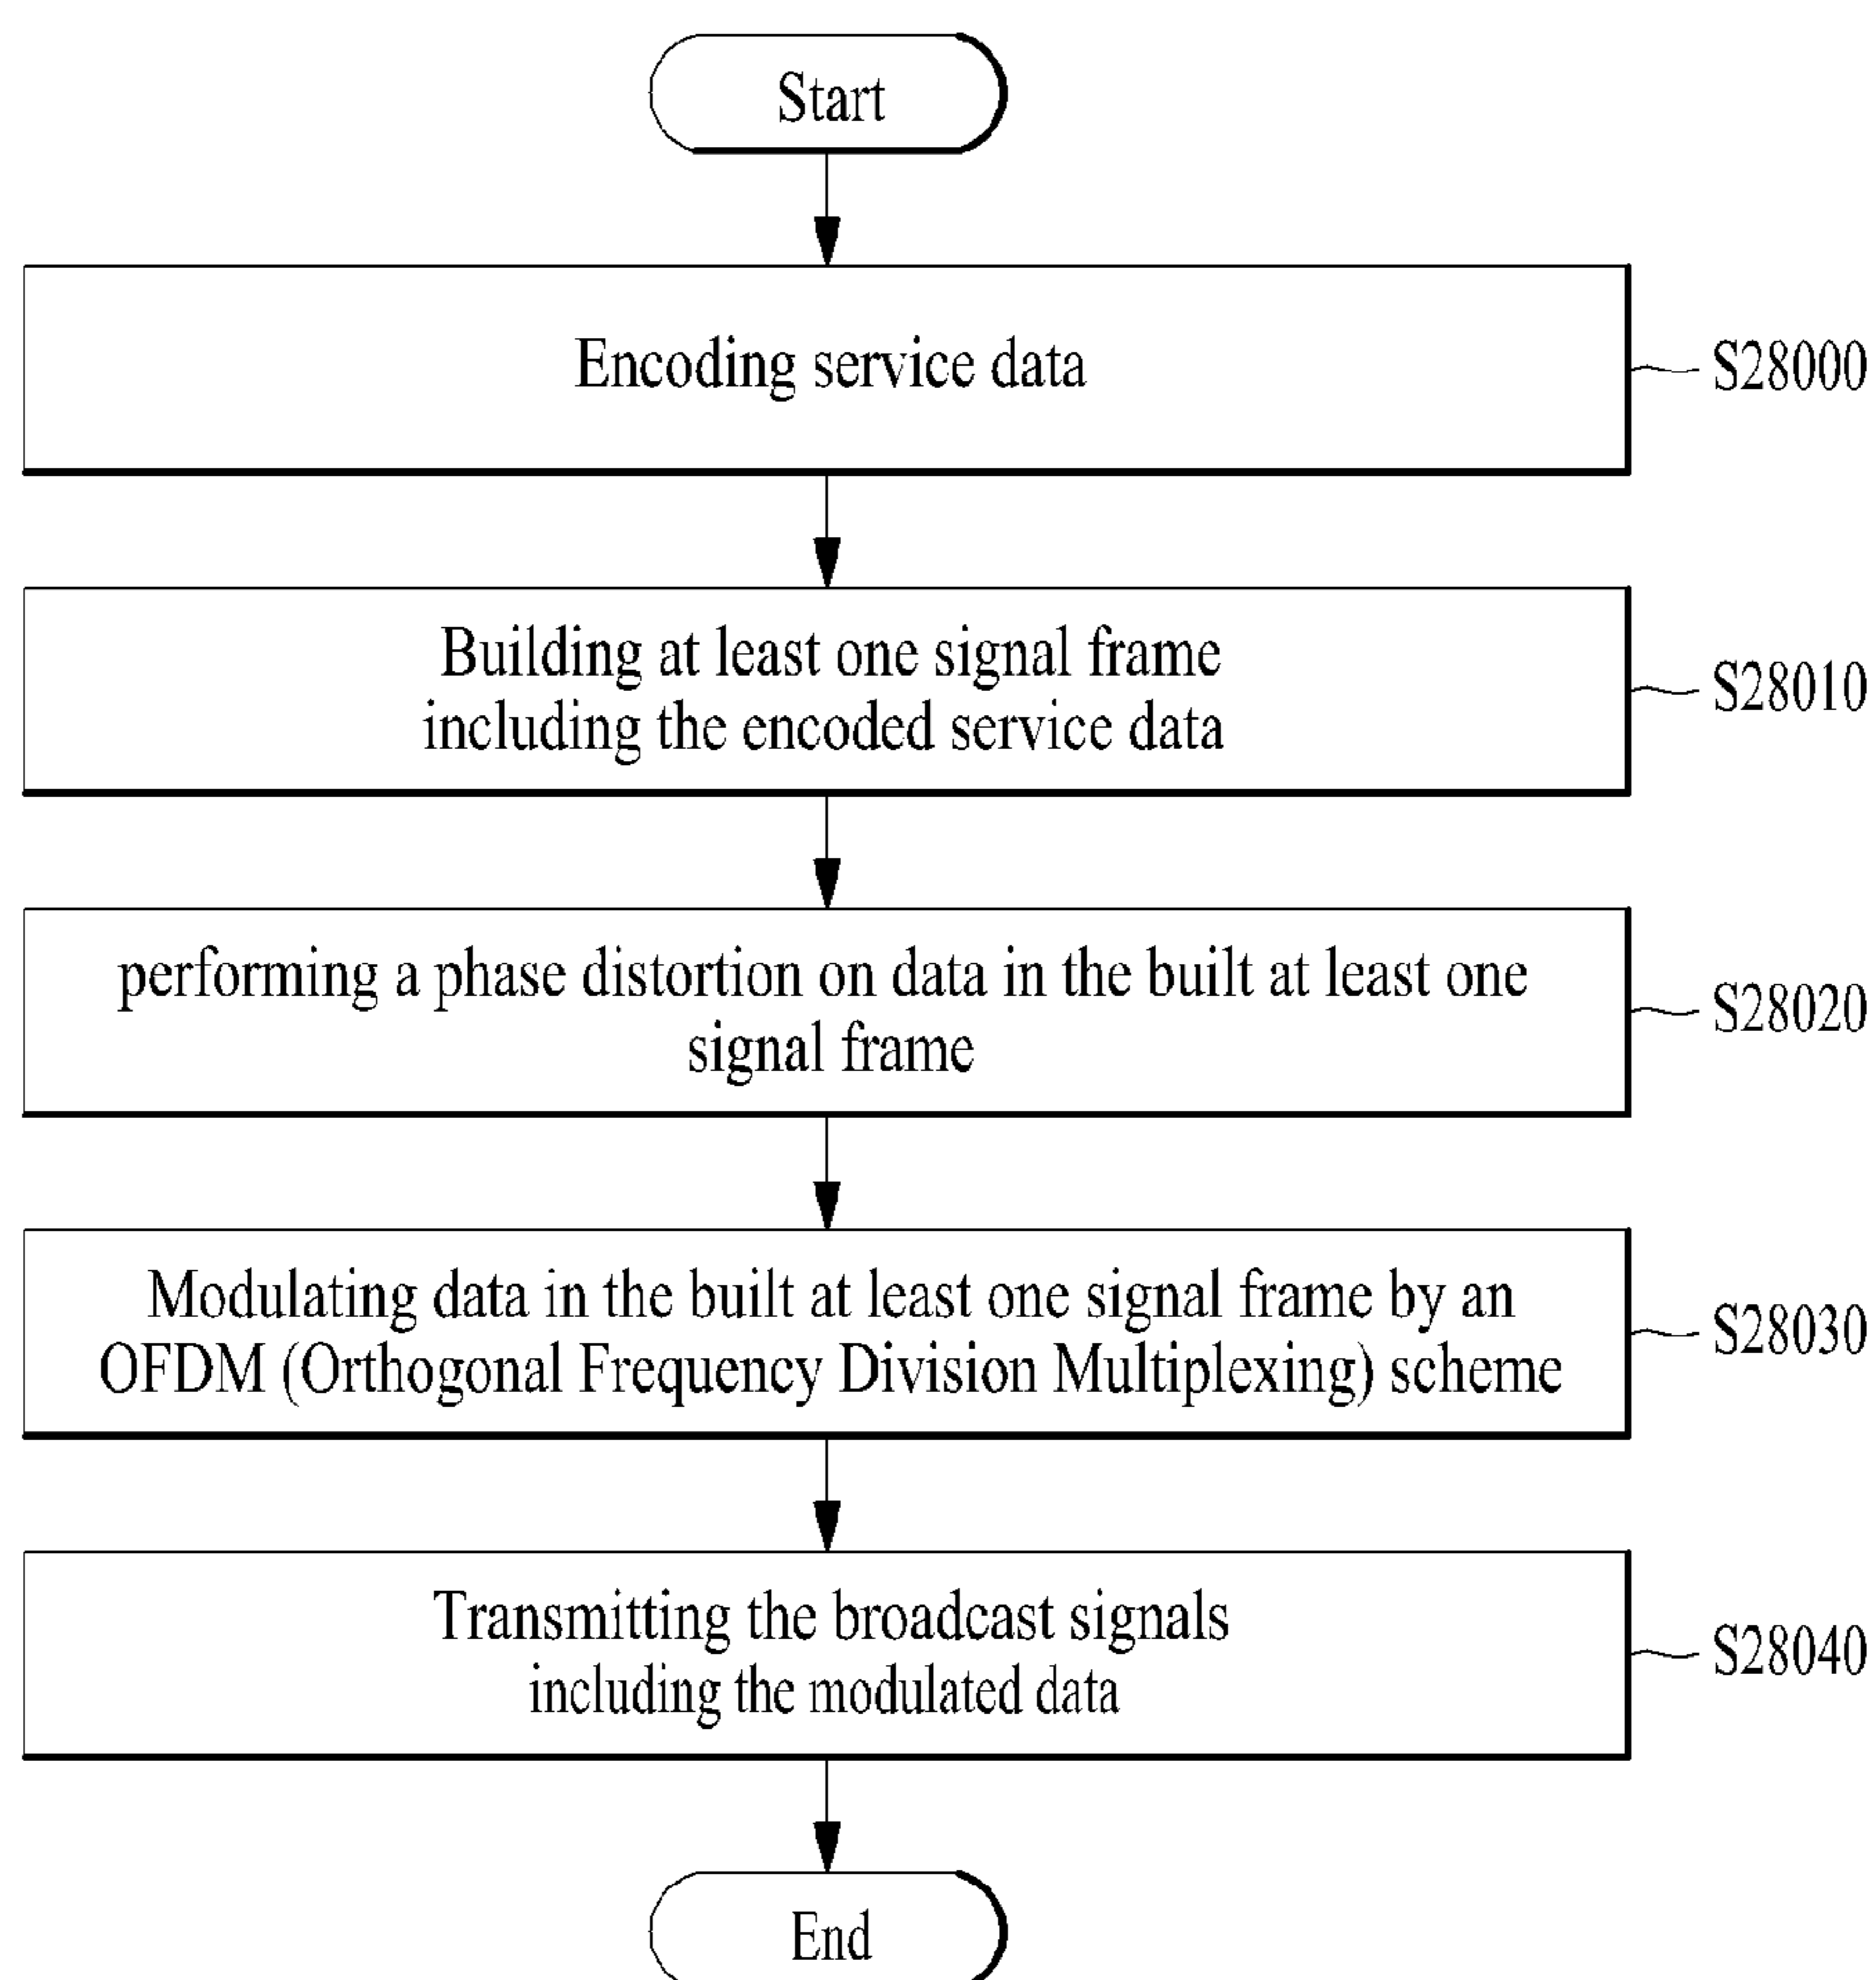 Start
Encoding service data
S28000
Building at least one signal frame
including the encoded service data
S28010
performing a phase distortion on data in the built at least one
signal frame
S28020
Modulating data in the built at least one signal frame by an
OFDM (Orthogonal Frequency Division Multiplexing) scheme
S28030
Transmitting the broadcast signals
including the modulated data
S28040
End